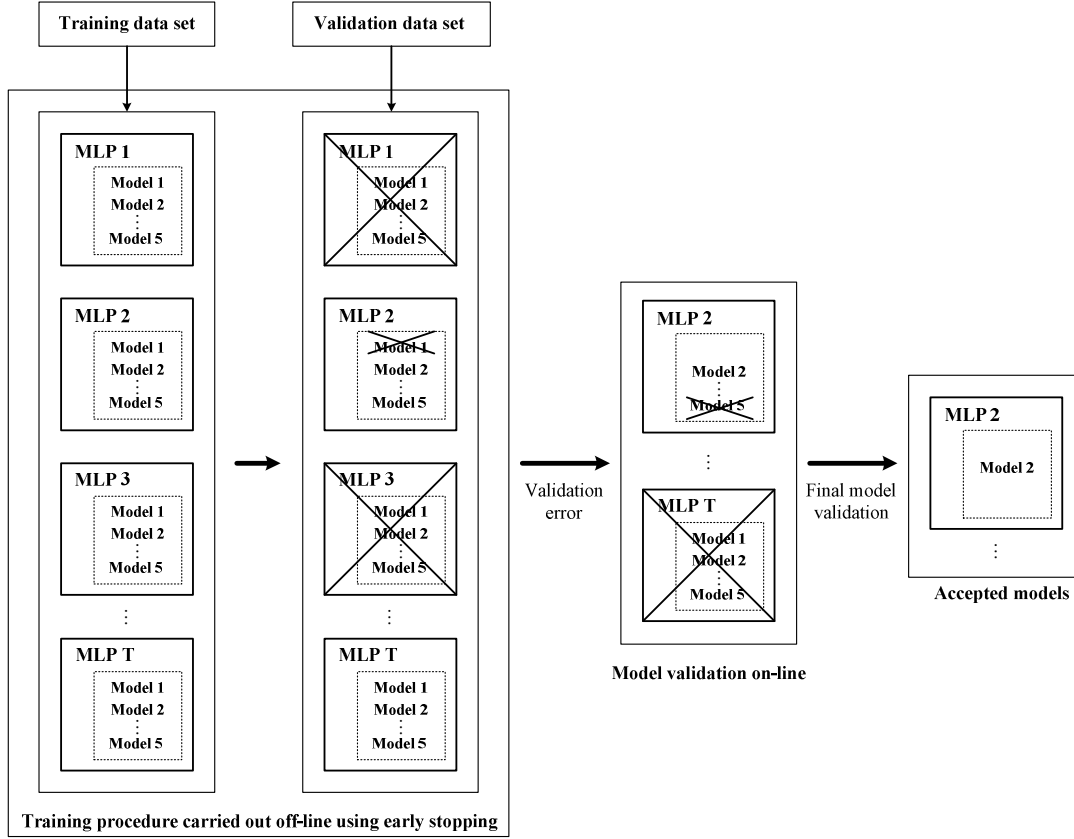 Training data set
Validation data set
MLP 1
Model 1
Model 2
⋮
Model 5
MLP 2
Model 1
Model 2
⋮
Model 5
MLP 3
Model 1
Model 2
⋮
Model 5
⋮
MLP T
Model 1
Model 2
⋮
Model 5
MLP 1
Model 1
Model 2
⋮
Model 5
MLP 2
Model 1
Model 2
⋮
Model 5
MLP 3
Model 1
Model 2
⋮
Model 5
⋮
MLP T
Model 1
Model 2
⋮
Model 5
Training procedure carried out off-line using early stopping
Validation
error
MLP 2
Model 2
⋮
Model 5
⋮
MLP T
Model 1
Model 2
⋮
Model 5
Model validation on-line
Final model
validation
MLP 2
Model 2
⋮
Accepted models